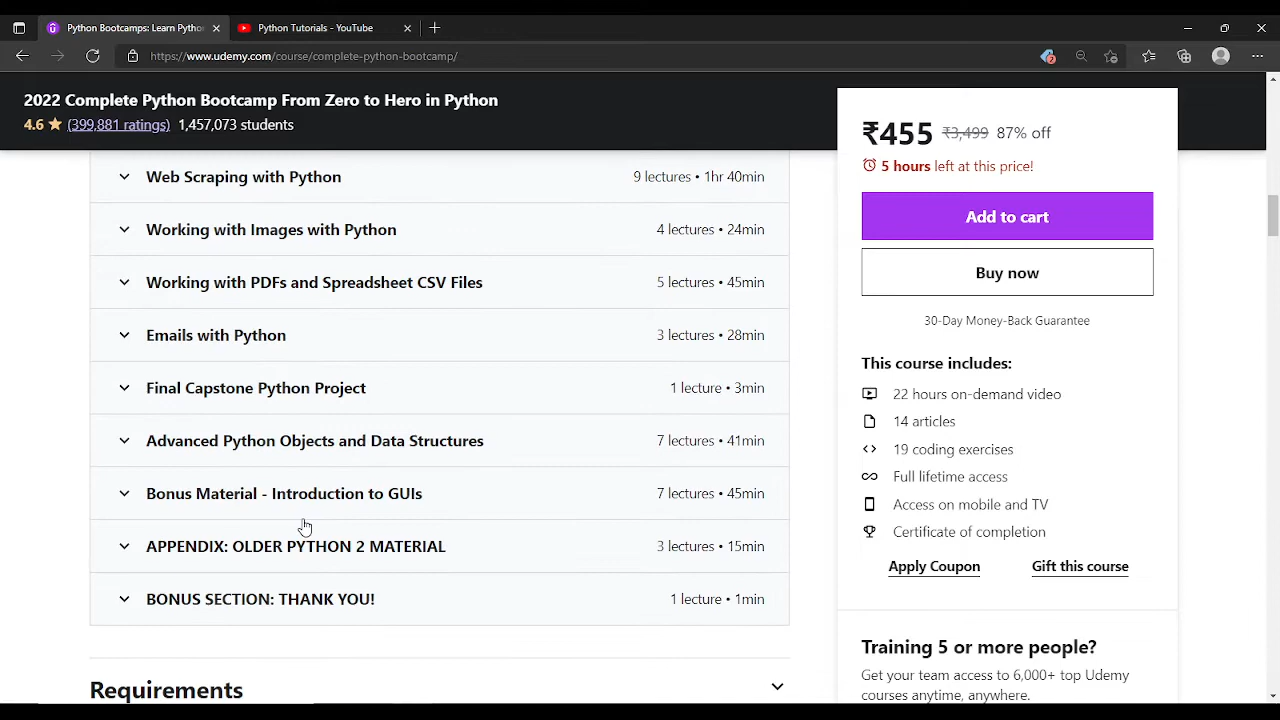 Python Bootcamps: Learn Pytho
Python Tutorials - YouTube
https://www.udemy.com/course/complete-python-bootcamp/
2
2022 Complete Python Bootcamp From Zero to Hero in Python
4.6 ★ (399,881 ratings) 1,457,073 students
Web Scraping with Python 9 lectures • 1hr 40min
Working with Images with Python 4 lectures • 24min
Working with PDFs and Spreadsheet CSV Files 5 lectures • 45min
Emails with Python 3 lectures • 28min
Final Capstone Python Project 1 lecture • 3min
Advanced Python Objects and Data Structures 7 lectures • 41min
Bonus Material - Introduction to GUIs 7 lectures • 45min
APPENDIX: OLDER PYTHON 2 MATERIAL 3 lectures • 15min
BONUS SECTION: THANK YOU! 1 lecture • 1min
Requirements
₹455 ₹3,499 87% off
5 hours left at this price!
Add to cart
Buy now
30-Day Money-Back Guarantee
This course includes:
22 hours on-demand video
14 articles
19 coding exercises
Full lifetime access
Access on mobile and TV
Certificate of completion
Apply Coupon Gift this course
Training 5 or more people?
Get your team access to 6,000+ top Udemy
courses anytime, anywhere.